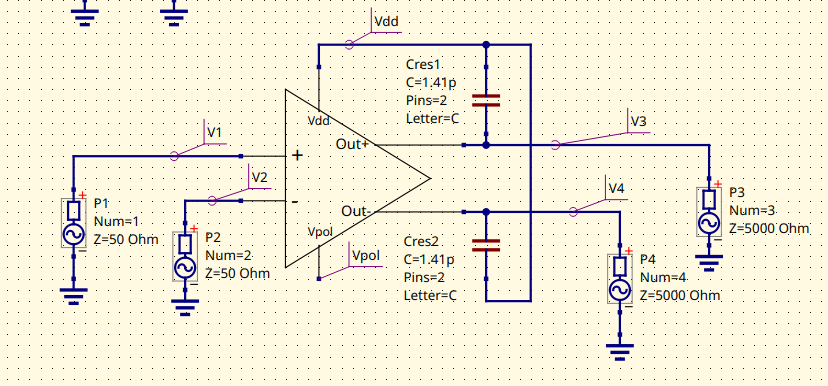 Vdd
Cres1
C=1.41p
Pins=2
Letter=C
Vdd
V1
V3
Out+
+
V2
V4
-
+
P1
Num=1
Z=50 Ohm
-
+
P2
Num=2
Z=50 Ohm
-
Out-
Vpol
Vpol
Cres2
C=1.41p
Pins=2
Letter=C
+
P3
Num=3
Z=5000 Ohm
-
+
P4
Num=4
Z=5000 Ohm
-